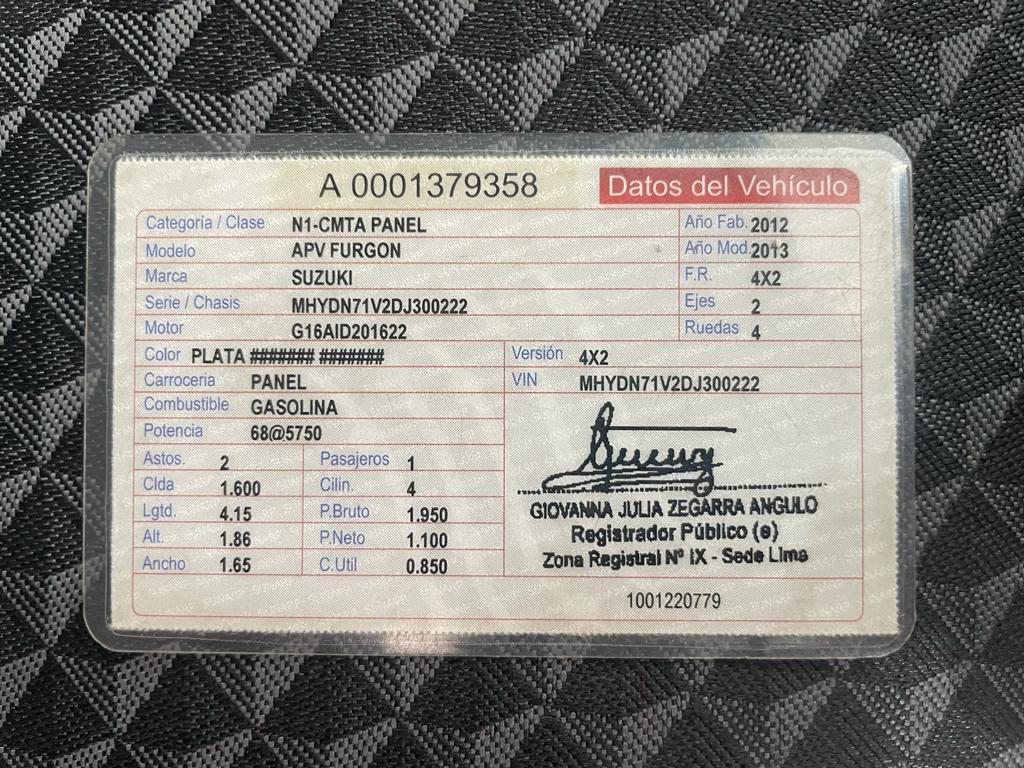 A 0001379358 Datos del Vehículo
Categoría / Clase N1-CMTA PANEL Año Fab. 2012
Modelo APV FURGON Año Mod 2013
Marca SUZUKI F.R. 4X2
Serie / Chasis MHYDN71V2DJ300222 Ejes 2
Motor G16AID201622 Ruedas 4
Color PLATA ####### ####### Versión 4X2
Carroceria PANEL VIN MHYDN71V2DJ300222
Combustible GASOLINA
Potencia 68@5750
Astos. 2 Pasajeros 1
Clda 1.600 Cilin. 4
Lgtd. 4.15 P.Bruto 1.950
Alt. 1.86 P.Neto 1.100
Ancho 1.65 C.Util 0.850
GIOVANNA JULIA ZEGARRA ANGULO
Registrador Público (e)
Zona Registral Nº IX - Sede Lima
1001220779